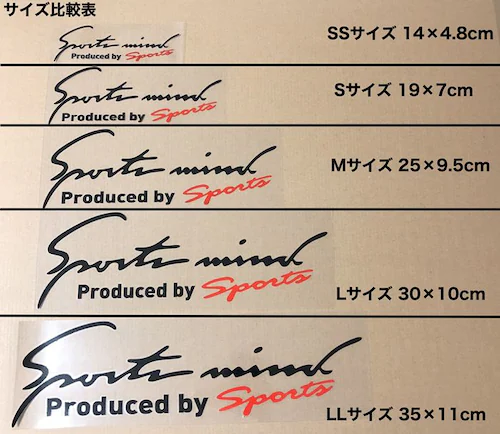 サイズ比較表
Sports mind
Produced by Sports
SSサイズ 14×4.8cm
Sports mind
Produced by Sports
Sサイズ 19×7cm
Sports mind
Produced by Sports
Mサイズ 25×9.5cm
Sports mind
Produced by Sports
Lサイズ 30×10cm
Sports mind
Produced by Sports
LLサイズ 35×11cm